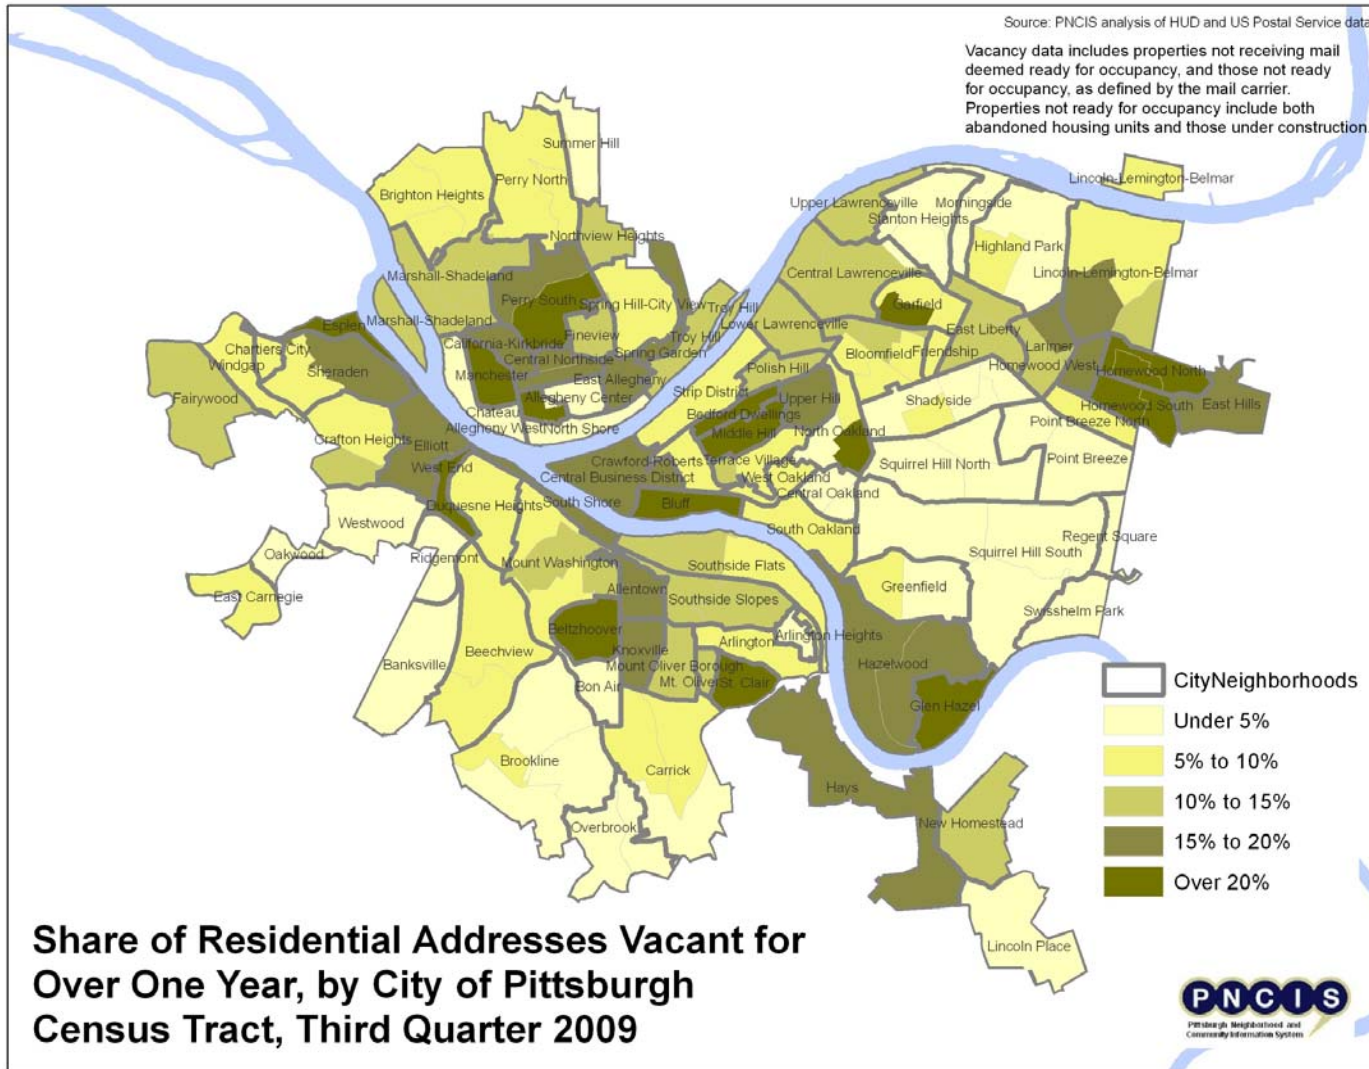 Source: PNCIS analysis of HUD and US Postal Service data
Vacancy data includes properties not receiving mail
deemed ready for occupancy, and those not ready
for occupancy, as defined by the mail carrier.
Properties not ready for occupancy include both
abandoned housing units and those under construction.
Summer Hill
Perry North
Brighton Heights
Lincoln-Lemington-Belmar
Upper Lawrenceville
Morningside
Stanton Heights
Northview Heights
Highland Park
Marshall-Shadeland
Central Lawrenceville
Lincoln-Lemington-Belmar
Perry South
Spring Hill-City View
Troy Hill
Garfield
Esplen
Marshall-Shadeland
Lower Lawrenceville
East Liberty
California-Kirkbride
Fineview
Troy Hill
Larimer
Chartiers City
Windgap
Central Northside
Spring Garden
Bloomfield
Friendship
Homewood West
Homewood North
Sheraden
Manchester
East Allegheny
Polish Hill
Fairywood
Allegheny Center
Strip District
Upper Hill
Shadyside
Homewood South
East Hills
Chateau
Bedford Dwellings
Point Breeze North
Allegheny West
North Shore
Middle Hill
North Oakland
Crafton Heights
Elliott
Crawford-Roberts
Terrace Village
Squirrel Hill North
Point Breeze
West End
Central Business District
West Oakland
Central Oakland
Duquesne Heights
South Shore
Bluff
Westwood
South Oakland
Regent Square
Oakwood
Ridgemont
Mount Washington
Southside Flats
Squirrel Hill South
East Carnegie
Allentown
Southside Slopes
Greenfield
Swisshelm Park
Beltzhoover
Arlington
Arlington Heights
Banksville
Beechview
Knoxville
Hazelwood
Mount Oliver Borough
Bon Air
Mt. Oliver
St. Clair
Glen Hazel
Brookline
Carrick
Hays
New Homestead
Overbrook
Lincoln Place
CityNeighborhoods
Under 5%
5% to 10%
10% to 15%
15% to 20%
Over 20%
Share of Residential Addresses Vacant for
Over One Year, by City of Pittsburgh
Census Tract, Third Quarter 2009
PNCIS
Pittsburgh Neighborhood and
Community Information System